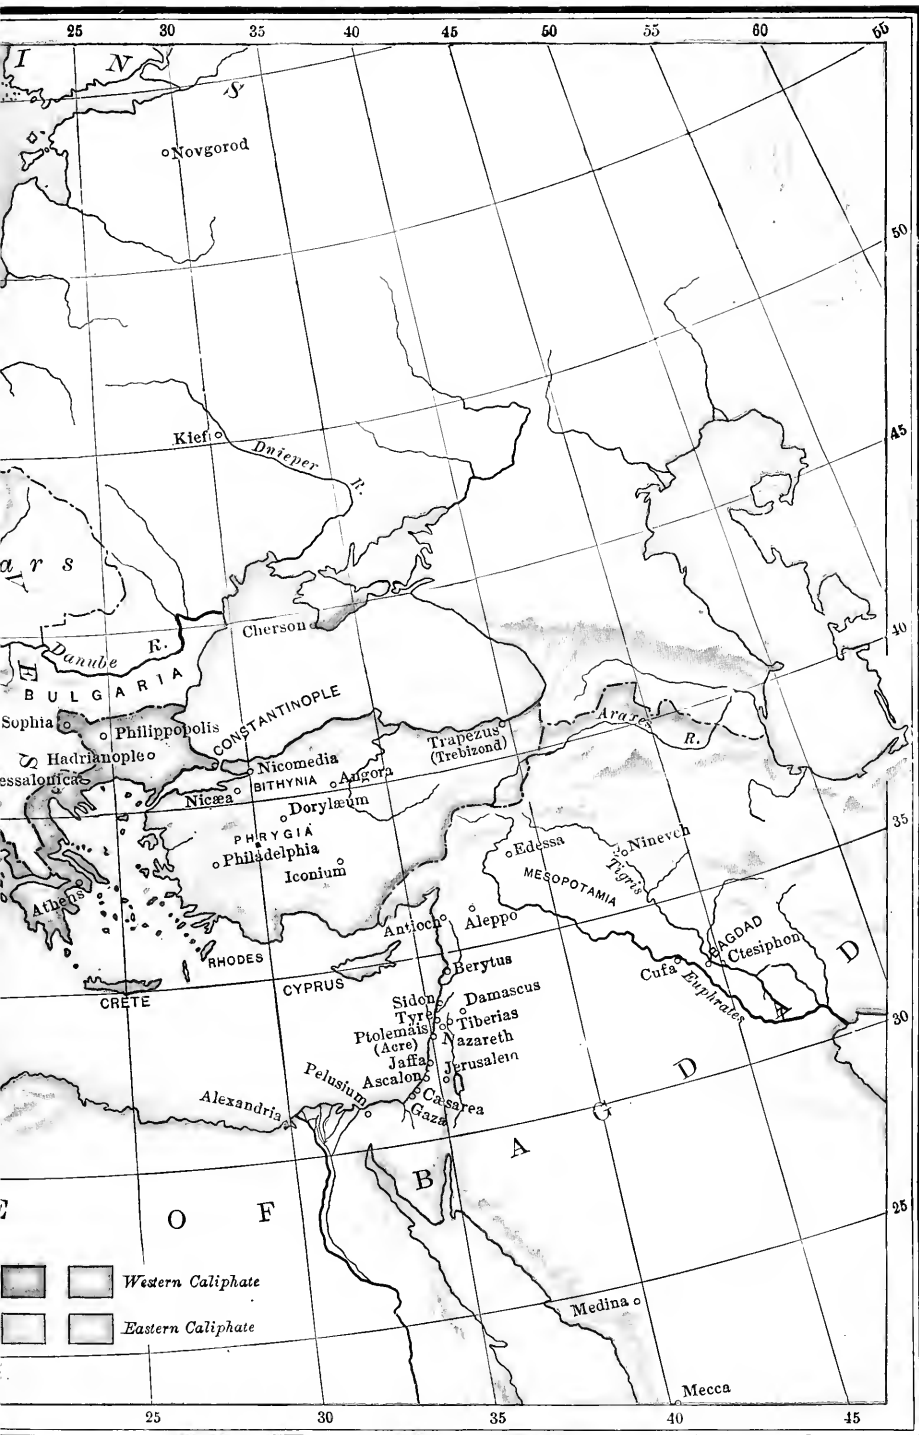 25 30 35 40 45 50 55 60 65
I N
S
Novgorod
50
Kief
Dnieper
R.
45
a r s
Cherson
40
Danube R.
BULGARIA
Sophia
Philippopolis
CONSTANTINOPLE
Hadrianople
Nicomedia
Trapezus
(Trebizond)
Araxes
R.
essalonica
S
BITHYNIA
Angora
Nicæa
Dorylæum
35
PHRYGIA
Philadelphia
Iconium
Edessa
Nineveh
Tigris
MESOPOTAMIA
Athens
Antioch
Aleppo
BAGDAD
Ctesiphon
RHODES
Cufa
Euphrates
CRETE
CYPRUS
Berytus
Sidon
Damascus
Tyre
Tiberias
Ptolemais
(Acre)
Nazareth
30
Jaffa
Jerusalem
Ascalon
Pelusium
Cæsarea
Alexandria
Gaza
B A G D A D
25
E O F
Western Caliphate
Eastern Caliphate
Medina
Mecca
25 30 35 40 45